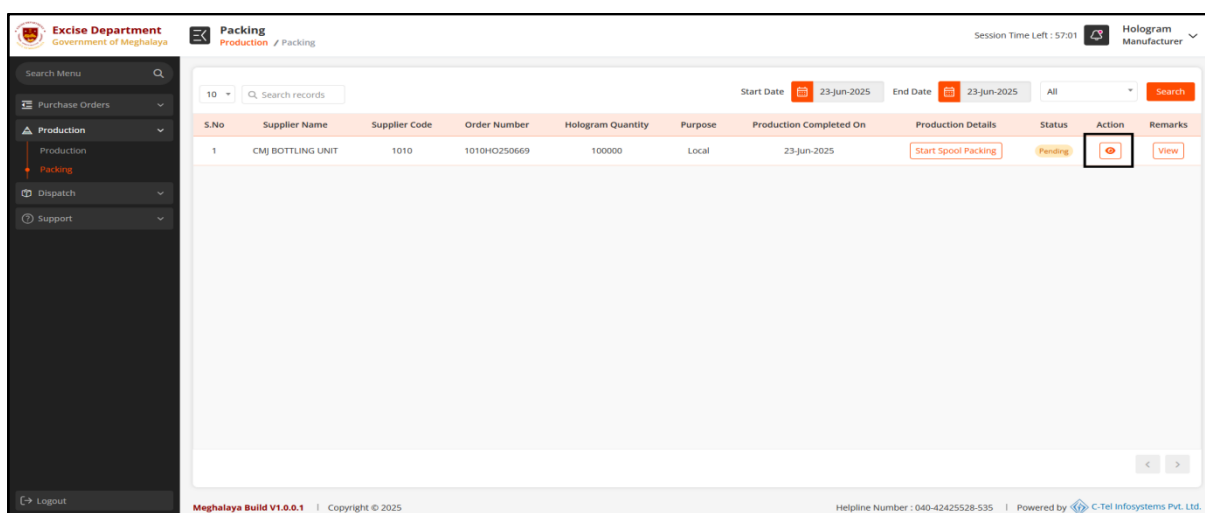 Excise Department
Government of Meghalaya
Packing
Production / Packing
Session Time Left : 57:01
Hologram
Manufacturer
Search Menu
Purchase Orders
Production
Production
Packing
Dispatch
Support
Logout
10
Search records
Start Date 23-Jun-2025 End Date 23-Jun-2025 All Search
S.No Supplier Name Supplier Code Order Number Hologram Quantity Purpose Production Completed On Production Details Status Action Remarks
1 CMJ BOTTLING UNIT 1010 1010HO250669 100000 Local 23-Jun-2025 Start Spool Packing Pending View
Meghalaya Build V1.0.0.1 | Copyright © 2025 Helpline Number : 040-42425528-535 | Powered by C-Tel Infosystems Pvt. Ltd.